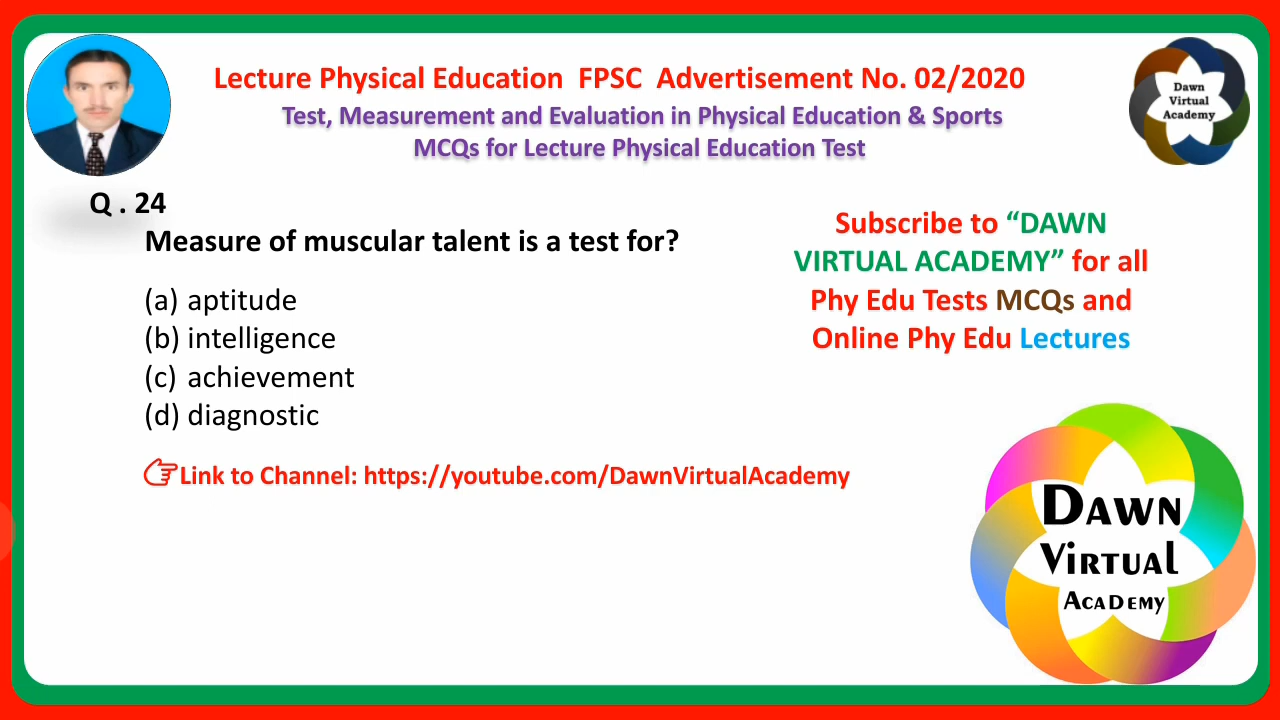 Lecture Physical Education FPSC Advertisement No. 02/2020
Test, Measurement and Evaluation in Physical Education & Sports
MCQs for Lecture Physical Education Test
Dawn
Virtual
Academy
Q . 24
Measure of muscular talent is a test for?
(a) aptitude
(b) intelligence
(c) achievement
(d) diagnostic
Subscribe to “DAWN
VIRTUAL ACADEMY” for all
Phy Edu Tests MCQs and
Online Phy Edu Lectures
Link to Channel: https://youtube.com/DawnVirtualAcademy
DAWN
VIRTUAL
ACADEMY